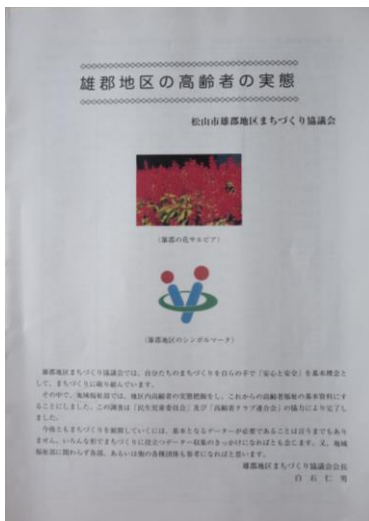 雄郡地区の高齢者の実態
松山市雄郡地区まちづくり協議会
（雄郡の花サルビア）
（雄郡地区のシンボルマーク）
雄郡地区まちづくり協議会では、自分たちのまちづくりを自らの手で「安心と安全」を基本理念と
して、まちづくりに取り組んでいます。
その中で、地域福祉部では、地区内高齢者の実態把握をし、これからの高齢者福祉の基本資料にす
ることにしました。この調査は「民生児童委員会」及び「高齢者クラブ連合会」の協力により完了し
ました。
今後ともまちづくりを展開していくには、基本となるデーターが必要であることは言うまでもあり
ません。いろんな形でまちづくりに役立つデーター収集のきっかけになればとも念じます。又、地域
福祉部に関わらず各部、あるいは他の各種団体も参考になればと思います。
雄郡地区まちづくり協議会会長
白石仁男